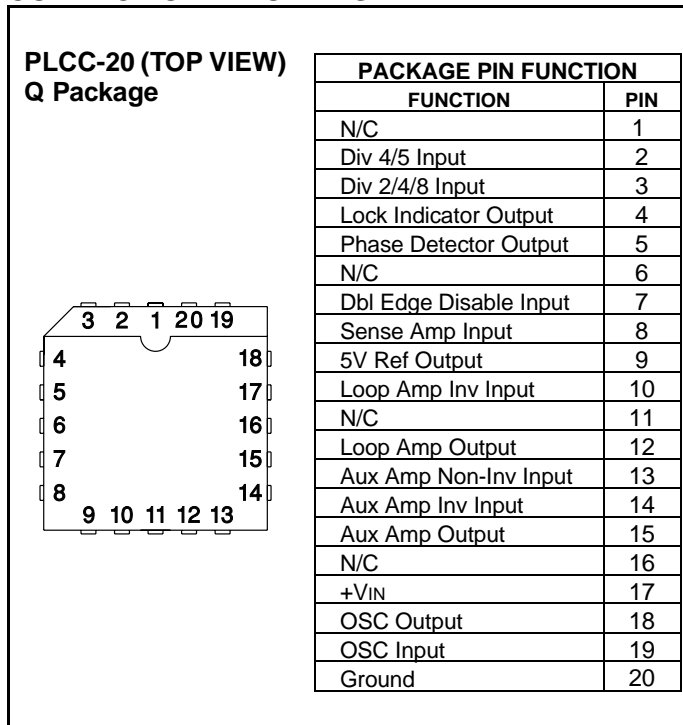 PLCC-20 (TOP VIEW)
Q Package
3 2 1 20 19
4 18
5 17
6 16
7 15
8 14
9 10 11 12 13
PACKAGE PIN FUNCTION
FUNCTION PIN
N/C 1
Div 4/5 Input 2
Div 2/4/8 Input 3
Lock Indicator Output 4
Phase Detector Output 5
N/C 6
Dbl Edge Disable Input 7
Sense Amp Input 8
5V Ref Output 9
Loop Amp Inv Input 10
N/C 11
Loop Amp Output 12
Aux Amp Non-Inv Input 13
Aux Amp Inv Input 14
Aux Amp Output 15
N/C 16
+VIN 17
OSC Output 18
OSC Input 19
Ground 20